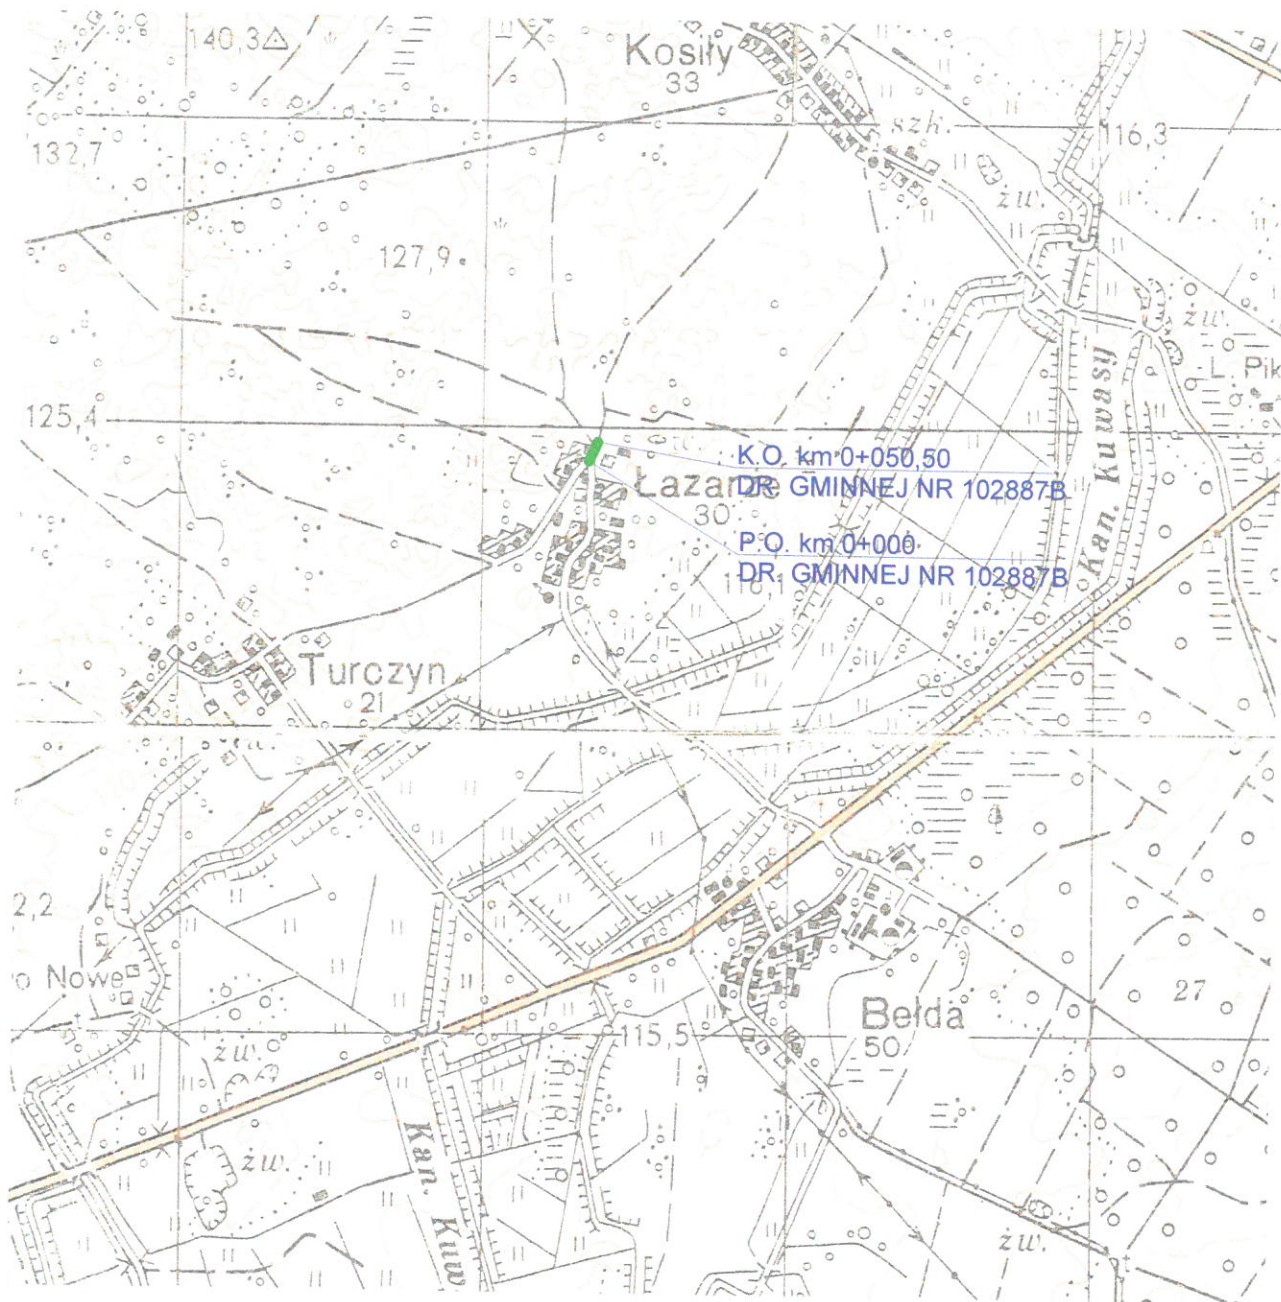 140,3
Kosiły
33
szk.
116,3
132,7
żw.
127,9
żw.
L. Pik
Kan. Kuwasy
125,4
K.O. km 0+050,50
DR. GMINNEJ NR 102887B
Łazanie
30
P.O. km 0+000
DR. GMINNEJ NR 102887B
Turczyn
21
2,2
o Nowe
27
Bełda
50
115,5
żw.
żw.
Kan. Kuw
żw.